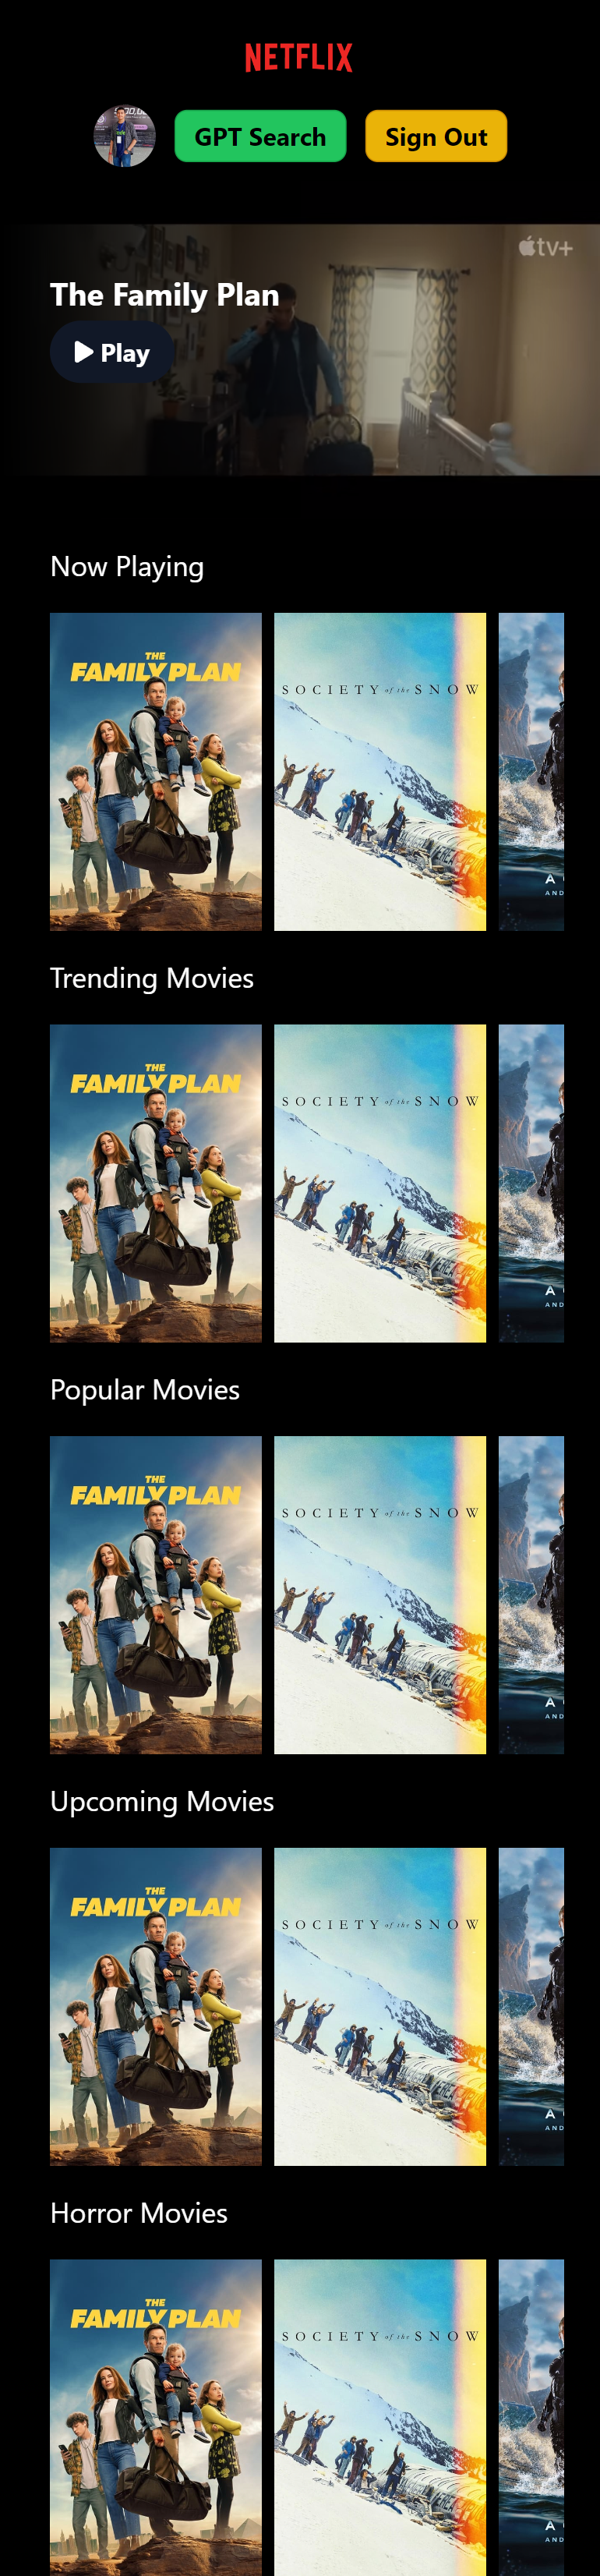 NETFLIX
GPT Search
Sign Out
tv+
The Family Plan
Play
Now Playing
THE
FAMILY PLAN
SOCIETY of the SNOW
A
AND
Trending Movies
THE
FAMILY PLAN
SOCIETY of the SNOW
A
AND
Popular Movies
THE
FAMILY PLAN
SOCIETY of the SNOW
A
AND
Upcoming Movies
THE
FAMILY PLAN
SOCIETY of the SNOW
A
AND
Horror Movies
THE
FAMILY PLAN
SOCIETY of the SNOW
A
AND